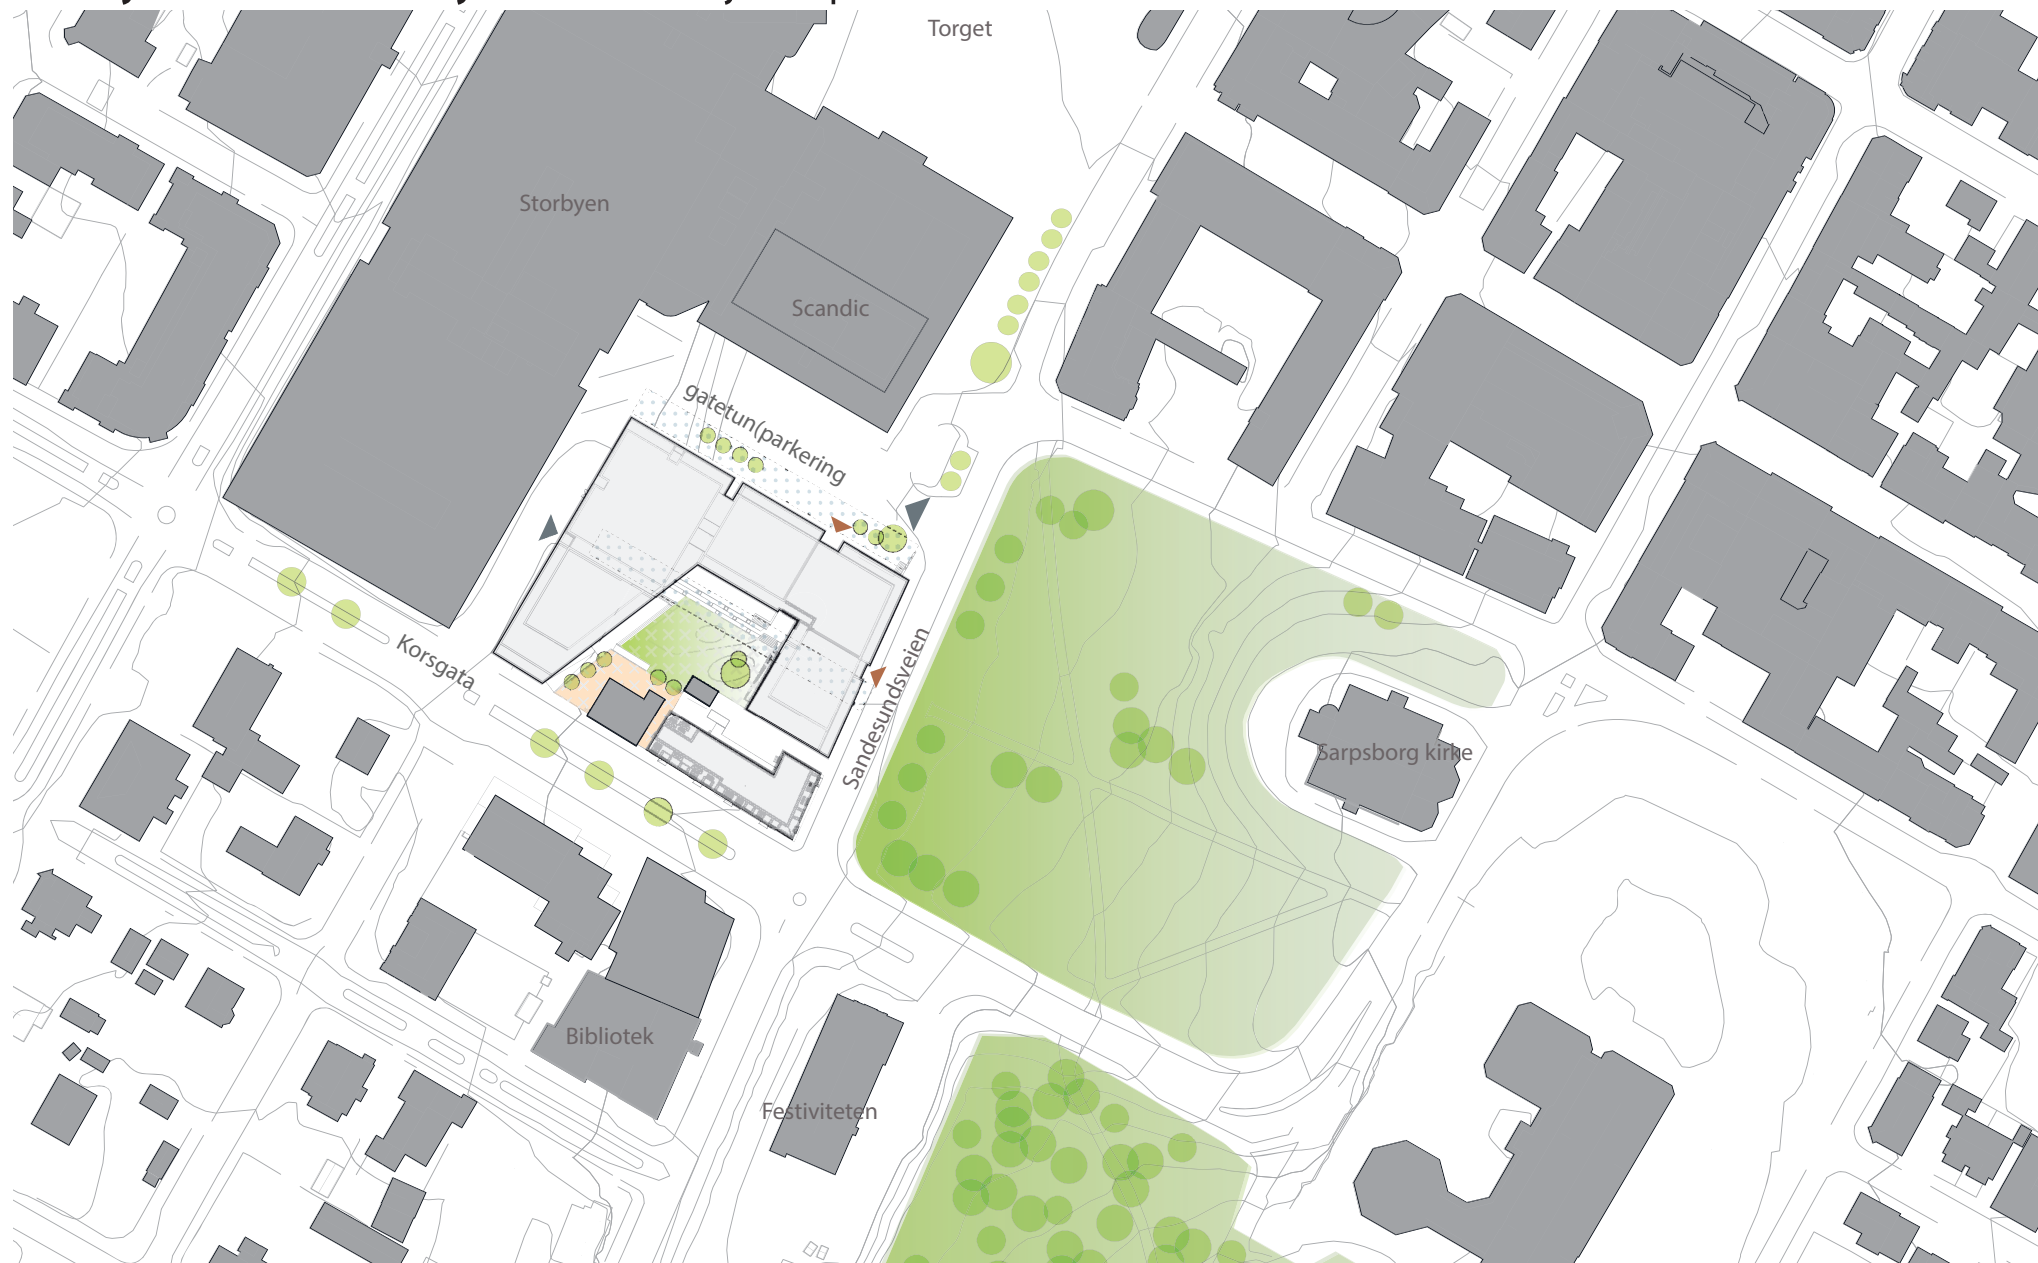 Torget
Storbyen
Scandic
gatetun(parkering
Korsgata
Sandesundsveien
Sarpsborg kirke
Bibliotek
Festiviteten